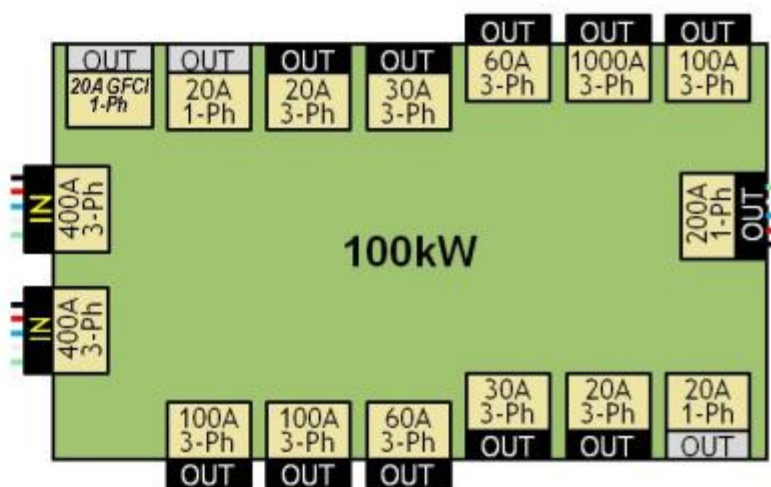 OUT
20A GFCI
1-Ph
OUT
20A
1-Ph
OUT
20A
3-Ph
OUT
30A
3-Ph
OUT
60A
3-Ph
OUT
1000A
3-Ph
OUT
100A
3-Ph
IN
400A
3-Ph
200A
1-Ph
OUT
100kW
IN
400A
3-Ph
100A
3-Ph
OUT
100A
3-Ph
OUT
60A
3-Ph
OUT
30A
3-Ph
OUT
20A
3-Ph
OUT
20A
1-Ph
OUT